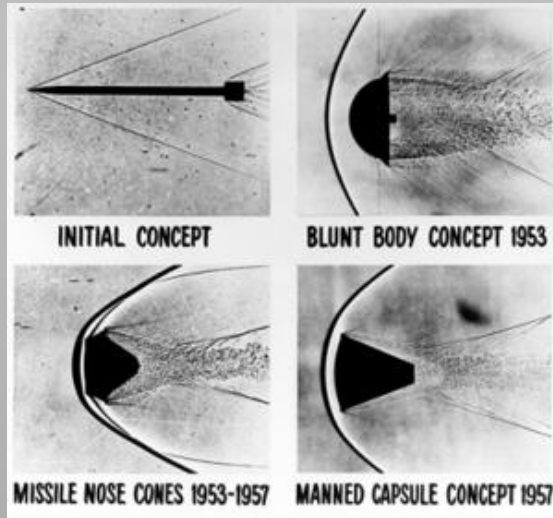 INITIAL CONCEPT
BLUNT BODY CONCEPT 1953
MISSILE NOSE CONES 1953-1957
MANNED CAPSULE CONCEPT 1957